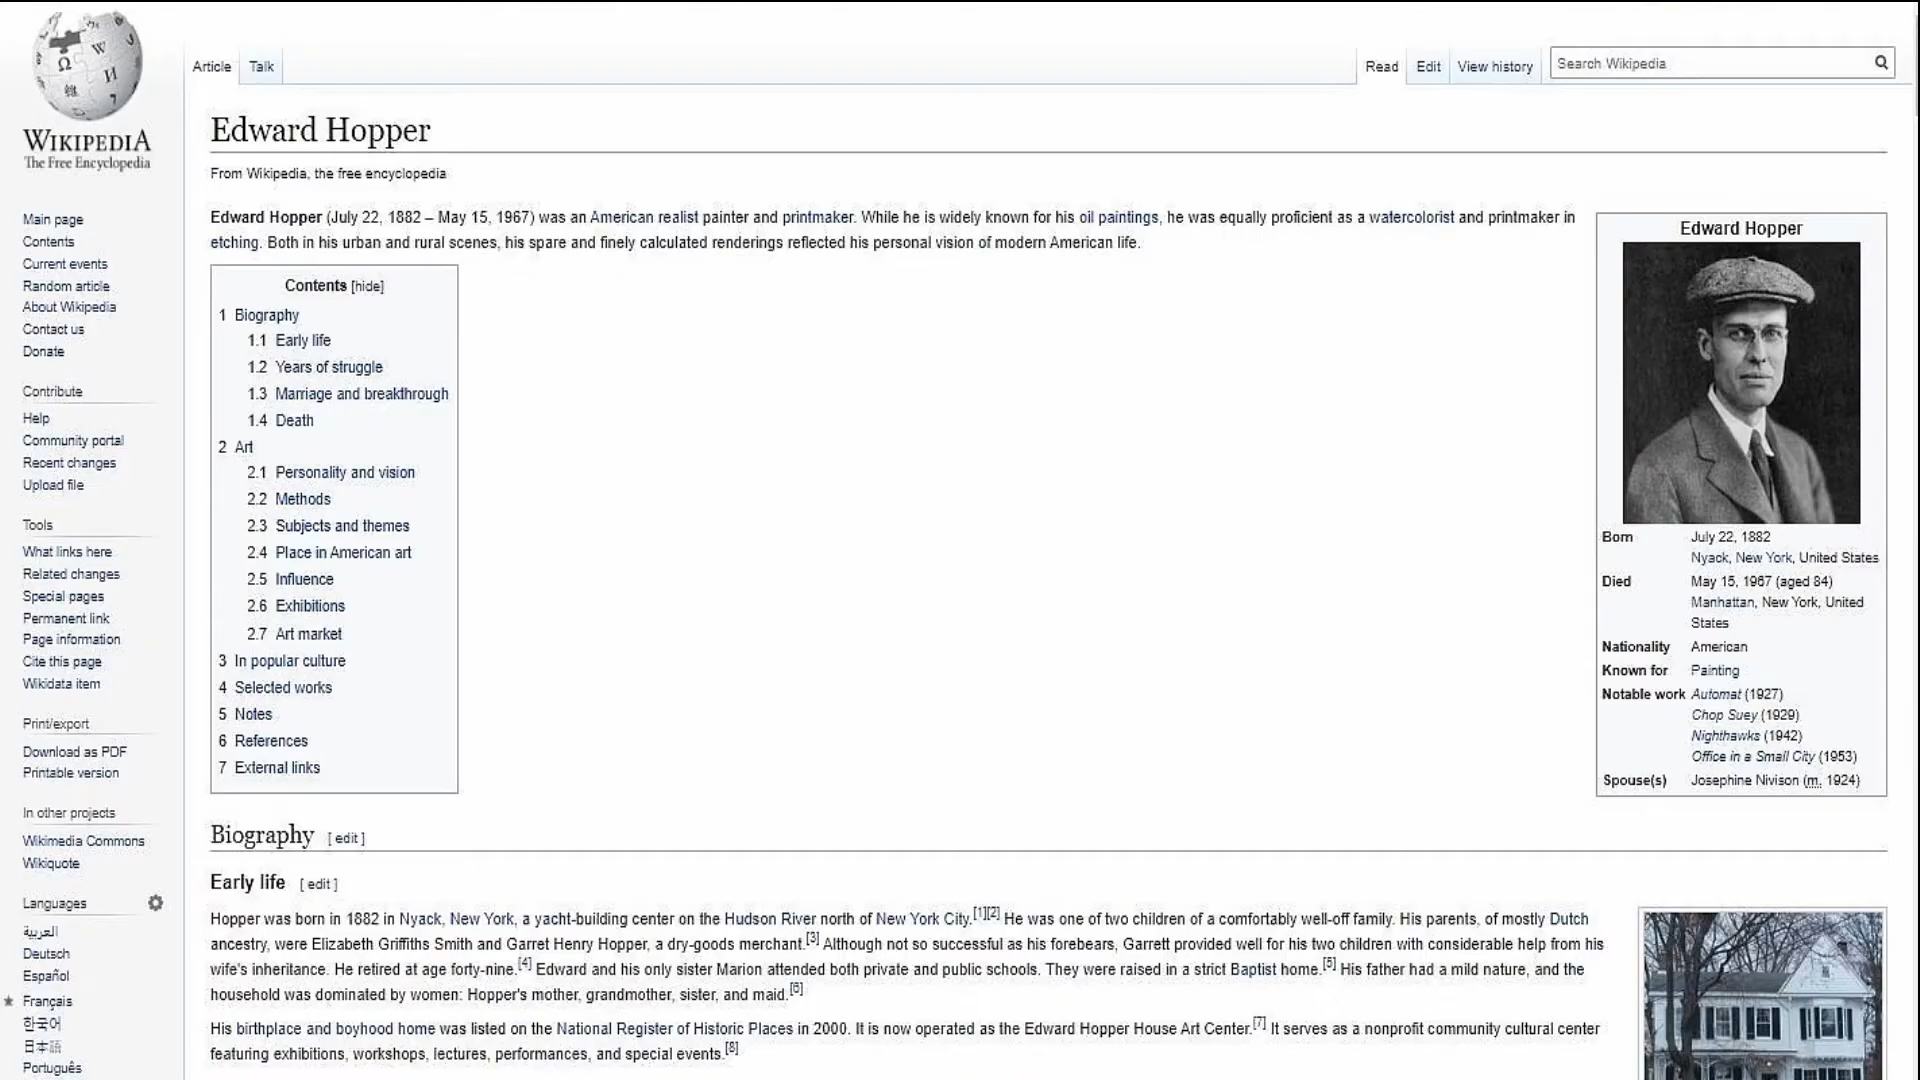 WIKIPEDIA
The Free Encyclopedia
Main page
Contents
Current events
Random article
About Wikipedia
Contact us
Donate
Contribute
Help
Community portal
Recent changes
Upload file
Tools
What links here
Related changes
Special pages
Permanent link
Page information
Cite this page
Wikidata item
Print/export
Download as PDF
Printable version
In other projects
Wikimedia Commons
Wikiquote
Languages
العربية
Deutsch
Español
Français
한국어
日本語
Português
Article Talk
Read Edit View history Search Wikipedia
Edward Hopper
From Wikipedia, the free encyclopedia
Edward Hopper (July 22, 1882 – May 15, 1967) was an American realist painter and printmaker. While he is widely known for his oil paintings, he was equally proficient as a watercolorist and printmaker in
etching. Both in his urban and rural scenes, his spare and finely calculated renderings reflected his personal vision of modern American life.
Contents [hide]
1 Biography
1.1 Early life
1.2 Years of struggle
1.3 Marriage and breakthrough
1.4 Death
2 Art
2.1 Personality and vision
2.2 Methods
2.3 Subjects and themes
2.4 Place in American art
2.5 Influence
2.6 Exhibitions
2.7 Art market
3 In popular culture
4 Selected works
5 Notes
6 References
7 External links
Edward Hopper
Born July 22, 1882
Nyack, New York, United States
Died May 15, 1967 (aged 84)
Manhattan, New York, United
States
Nationality American
Known for Painting
Notable work Automat (1927)
Chop Suey (1929)
Nighthawks (1942)
Office in a Small City (1953)
Spouse(s) Josephine Nivison (m. 1924)
Biography [ edit ]
Early life [ edit ]
Hopper was born in 1882 in Nyack, New York, a yacht-building center on the Hudson River north of New York City.[1][2] He was one of two children of a comfortably well-off family. His parents, of mostly Dutch
ancestry, were Elizabeth Griffiths Smith and Garret Henry Hopper, a dry-goods merchant.[3] Although not so successful as his forebears, Garrett provided well for his two children with considerable help from his
wife's inheritance. He retired at age forty-nine.[4] Edward and his only sister Marion attended both private and public schools. They were raised in a strict Baptist home.[5] His father had a mild nature, and the
household was dominated by women: Hopper's mother, grandmother, sister, and maid.[6]
His birthplace and boyhood home was listed on the National Register of Historic Places in 2000. It is now operated as the Edward Hopper House Art Center.[7] It serves as a nonprofit community cultural center
featuring exhibitions, workshops, lectures, performances, and special events.[8]